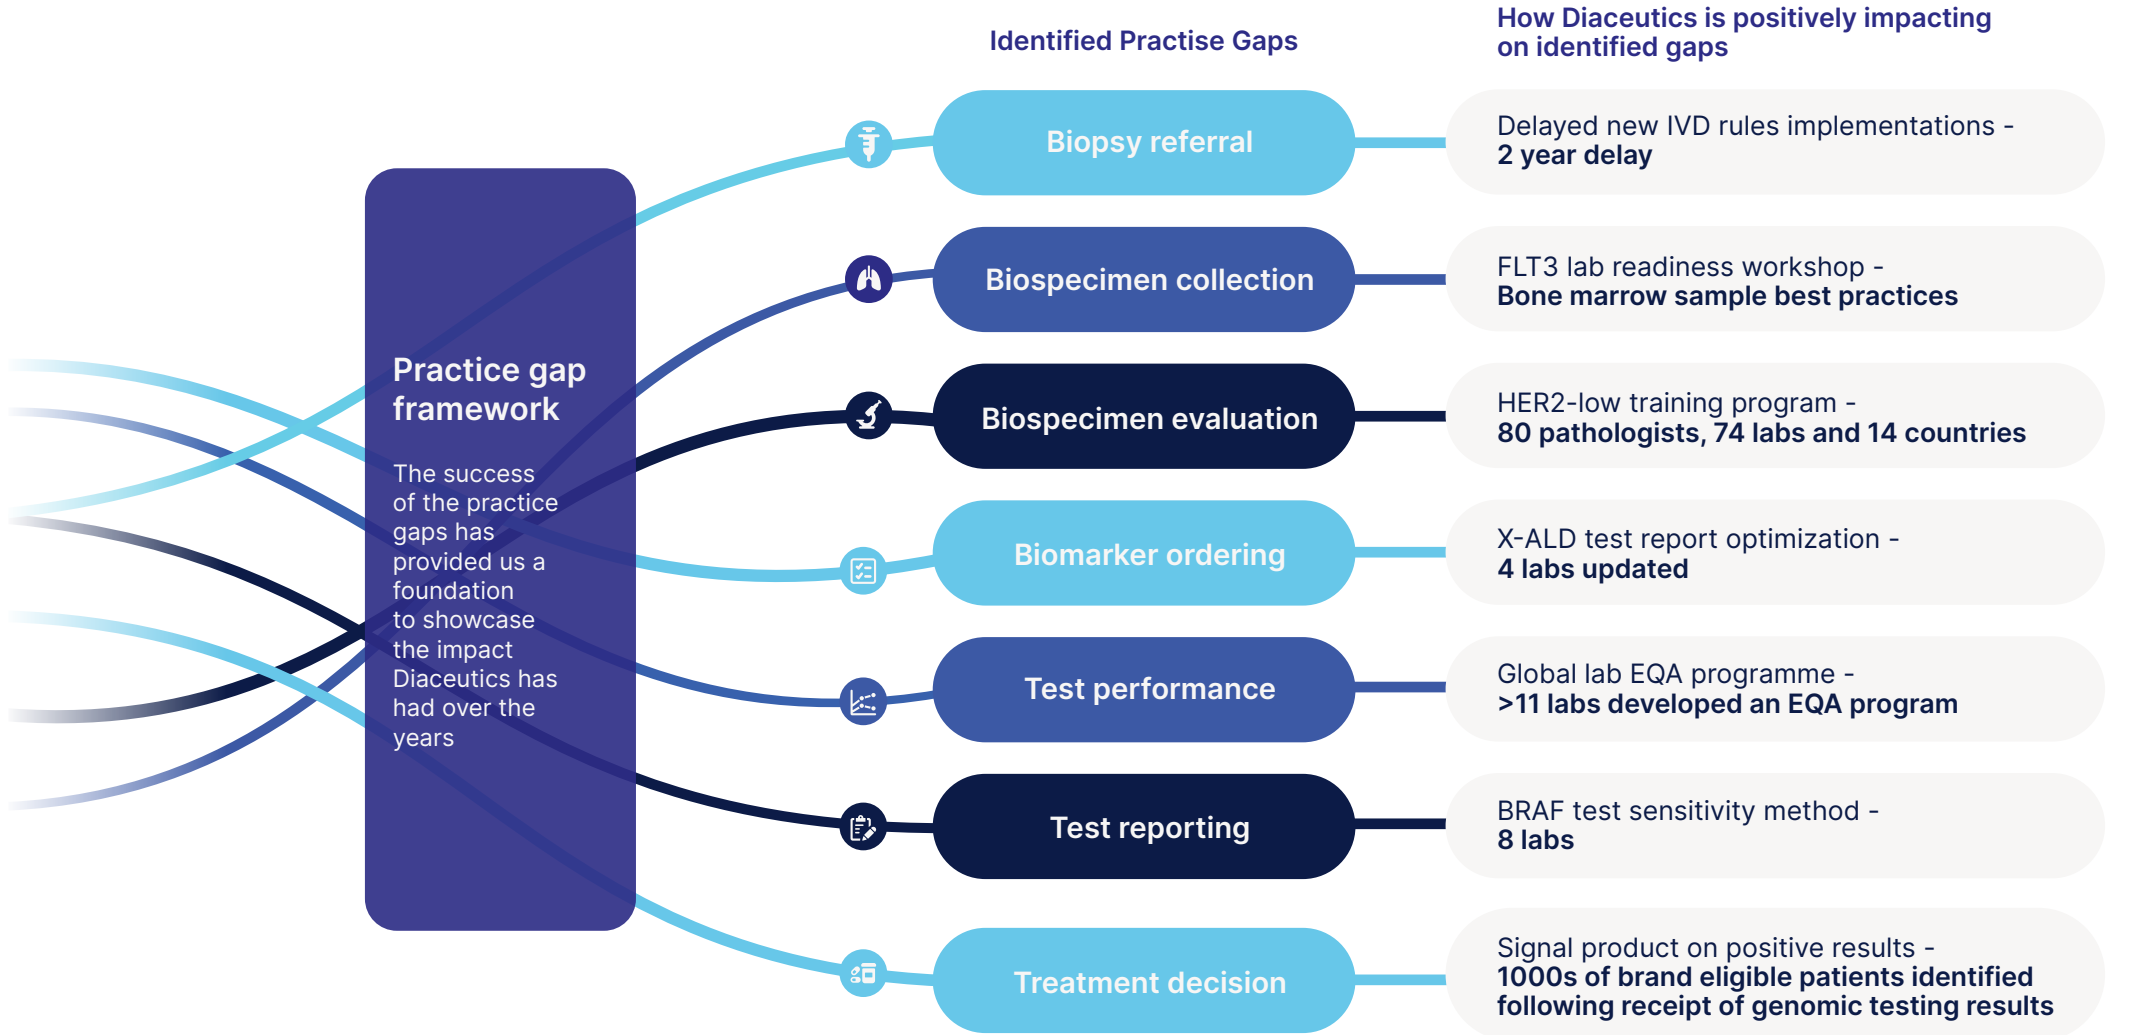 Identified Practise Gaps
How Diaceutics is positively impacting
on identified gaps
Practice gap
framework
The success
of the practice
gaps has
provided us a
foundation
to showcase
the impact
Diaceutics has
had over the
years
Biopsy referral
Delayed new IVD rules implementations -
2 year delay
Biospecimen collection
FLT3 lab readiness workshop -
Bone marrow sample best practices
Biospecimen evaluation
HER2-low training program -
80 pathologists, 74 labs and 14 countries
Biomarker ordering
X-ALD test report optimization -
4 labs updated
Test performance
Global lab EQA programme -
>11 labs developed an EQA program
Test reporting
BRAF test sensitivity method -
8 labs
Treatment decision
Signal product on positive results -
1000s of brand eligible patients identified
following receipt of genomic testing results